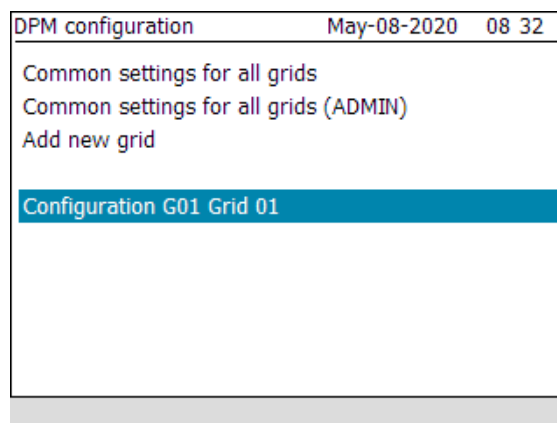 DPM configuration May-08-2020 08 32
Common settings for all grids
Common settings for all grids (ADMIN)
Add new grid
Configuration G01 Grid 01